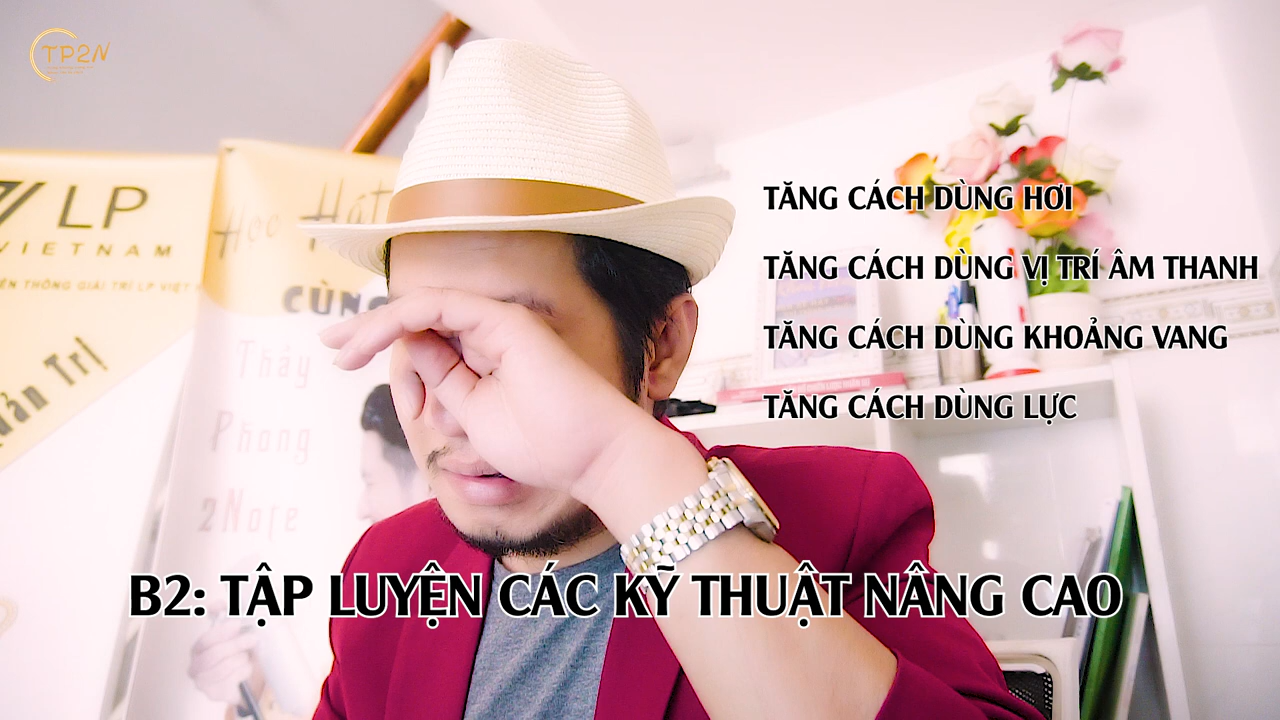 TP2N
LP
VIETNAM
Học Hát
CÙNG
Thầy
Phong
2Note
TĂNG CÁCH DÙNG HƠI
TĂNG CÁCH DÙNG VỊ TRÍ ÂM THANH
TĂNG CÁCH DÙNG KHOẢNG VANG
TĂNG CÁCH DÙNG LỰC
B2: TẬP LUYỆN CÁC KỸ THUẬT NÂNG CAO